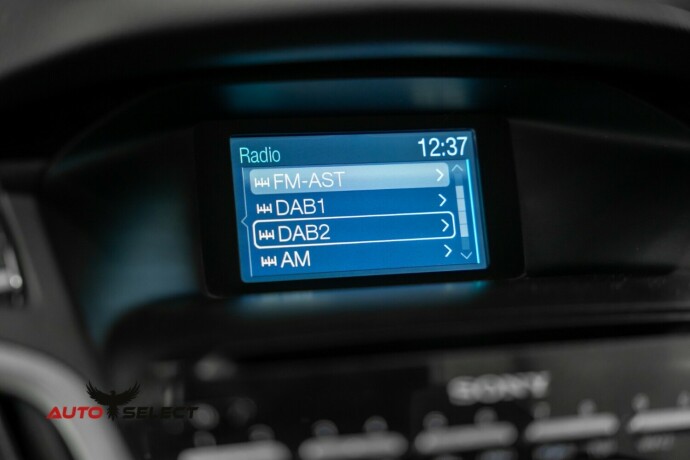 Radio 12:37
FM-AST
DAB1
DAB2
AM
SONY
AUTO SELECT